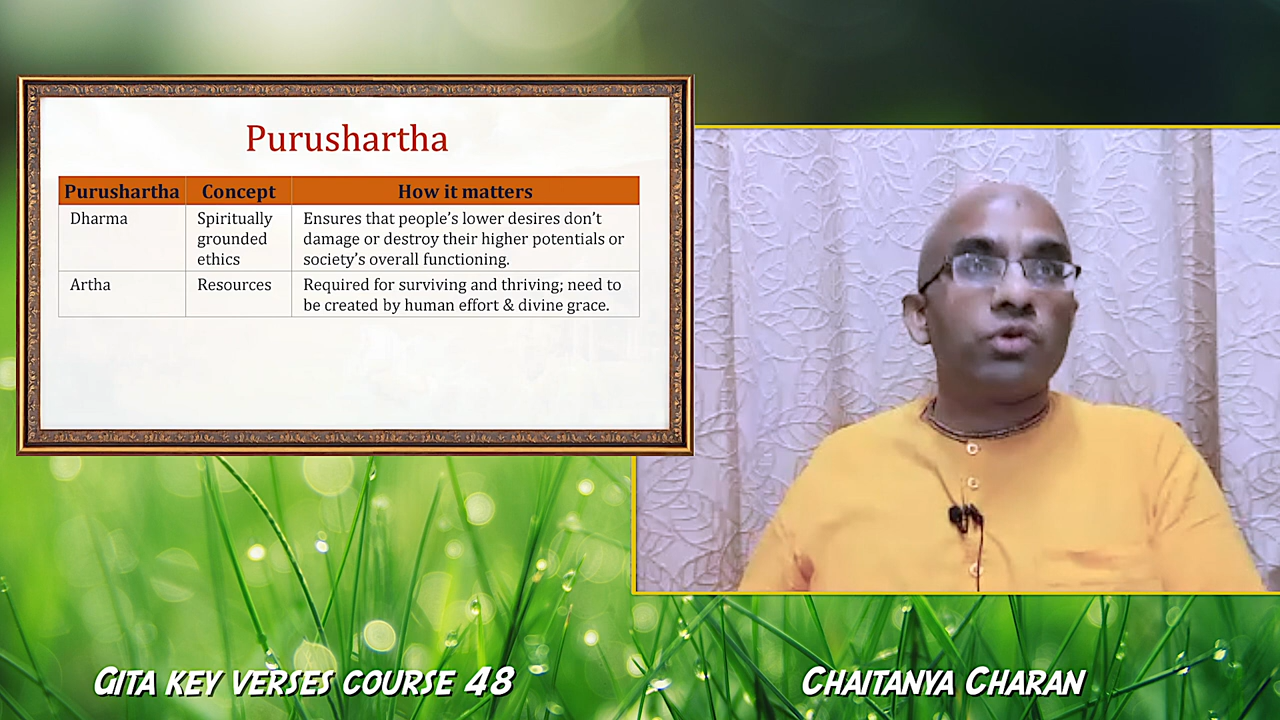 Purushartha
Purushartha Concept How it matters
Dharma Spiritually Ensures that people’s lower desires don’t
grounded damage or destroy their higher potentials or
ethics society’s overall functioning.
Artha Resources Required for surviving and thriving; need to
be created by human effort & divine grace.
GITA KEY VERSES COURSE 48
CHAITANYA CHARAN